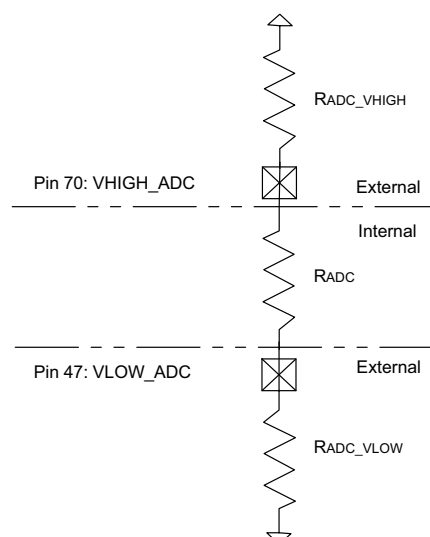 RADC_VHIGH
Pin 70: VHIGH_ADC
External
Internal
RADC
Pin 47: VLOW_ADC
External
RADC_VLOW